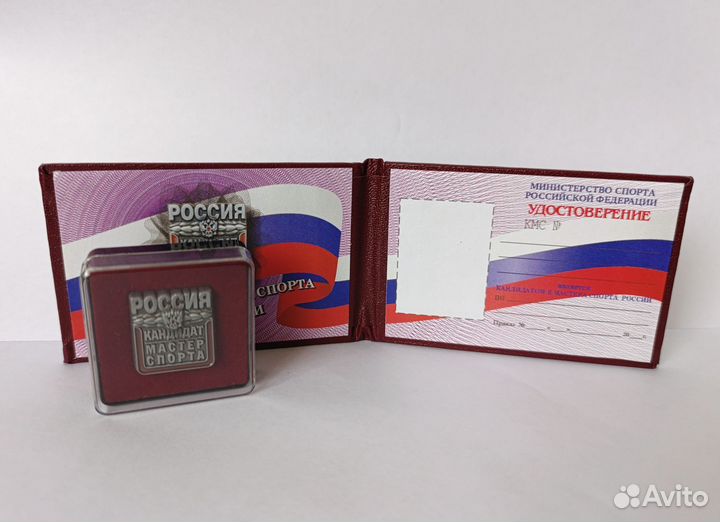 РОССИЯ
СПОРТА
РОССИЯ
КАНДИДАТ
МАСТЕР
СПОРТА
МИНИСТЕРСТВО СПОРТА
РОССИЙСКОЙ ФЕДЕРАЦИИ
УДОСТОВЕРЕНИЕ
КМС №
ЯВЛЯЕТСЯ
КАНДИДАТОМ В МАСТЕРА СПОРТА РОССИИ
ПО
Приказ № 20 г.
Avito